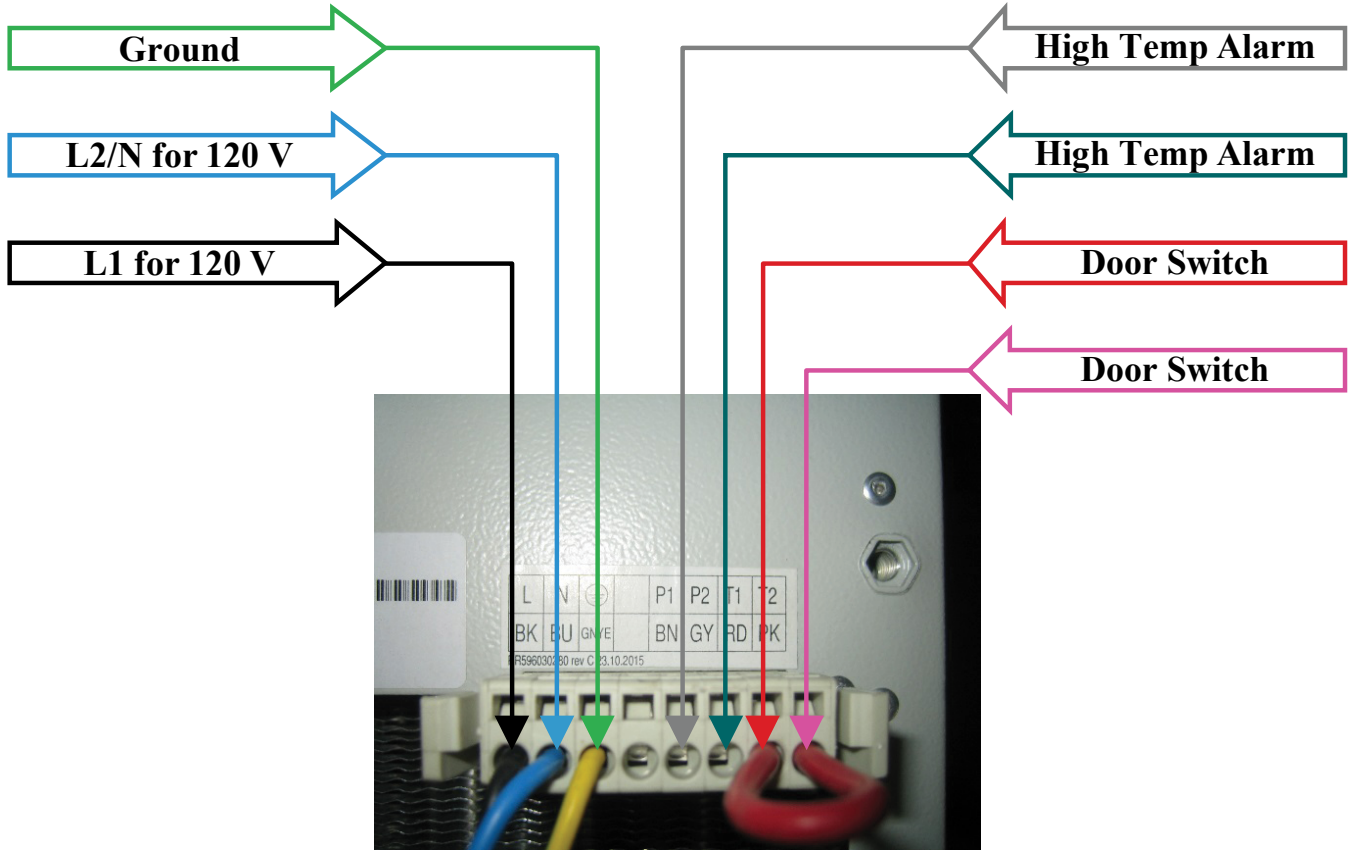 Ground
High Temp Alarm
L2/N for 120 V
High Temp Alarm
L1 for 120 V
Door Switch
Door Switch
L N P1 P2 T1 T2
BK BU GNYE BN GY RD PK
rev C 23.10.2015